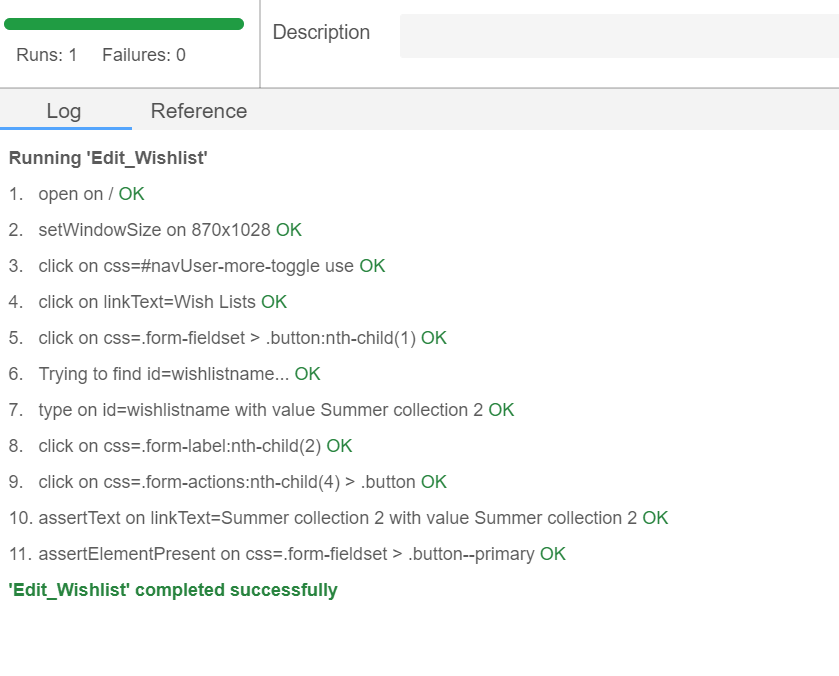 Runs: 1 Failures: 0
Description
Log Reference
Running 'Edit_Wishlist'
1. open on / OK
2. setWindowSize on 870x1028 OK
3. click on css=#navUser-more-toggle use OK
4. click on linkText=Wish Lists OK
5. click on css=.form-fieldset > .button:nth-child(1) OK
6. Trying to find id=wishlistname... OK
7. type on id=wishlistname with value Summer collection 2 OK
8. click on css=.form-label:nth-child(2) OK
9. click on css=.form-actions:nth-child(4) > .button OK
10. assertText on linkText=Summer collection 2 with value Summer collection 2 OK
11. assertElementPresent on css=.form-fieldset > .button--primary OK
'Edit_Wishlist' completed successfully